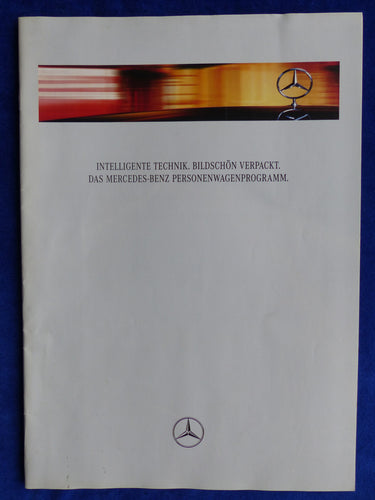 INTELLIGENTE TECHNIK. BILDSCHÖN VERPACKT.
DAS MERCEDES-BENZ PERSONENWAGENPROGRAMM.